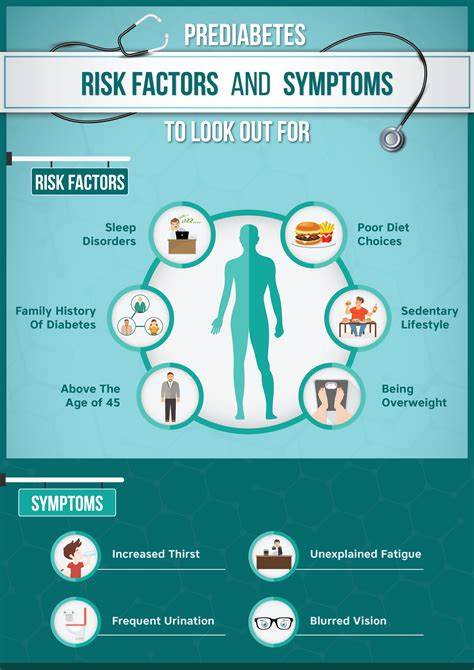 PREDIABETES
RISK FACTORS AND SYMPTOMS
TO LOOK OUT FOR
RISK FACTORS
Sleep
Disorders
Poor Diet
Choices
Family History
Of Diabetes
Sedentary
Lifestyle
Above The
Age of 45
Being
Overweight
SYMPTOMS
Increased Thirst
Unexplained Fatigue
Frequent Urination
Blurred Vision